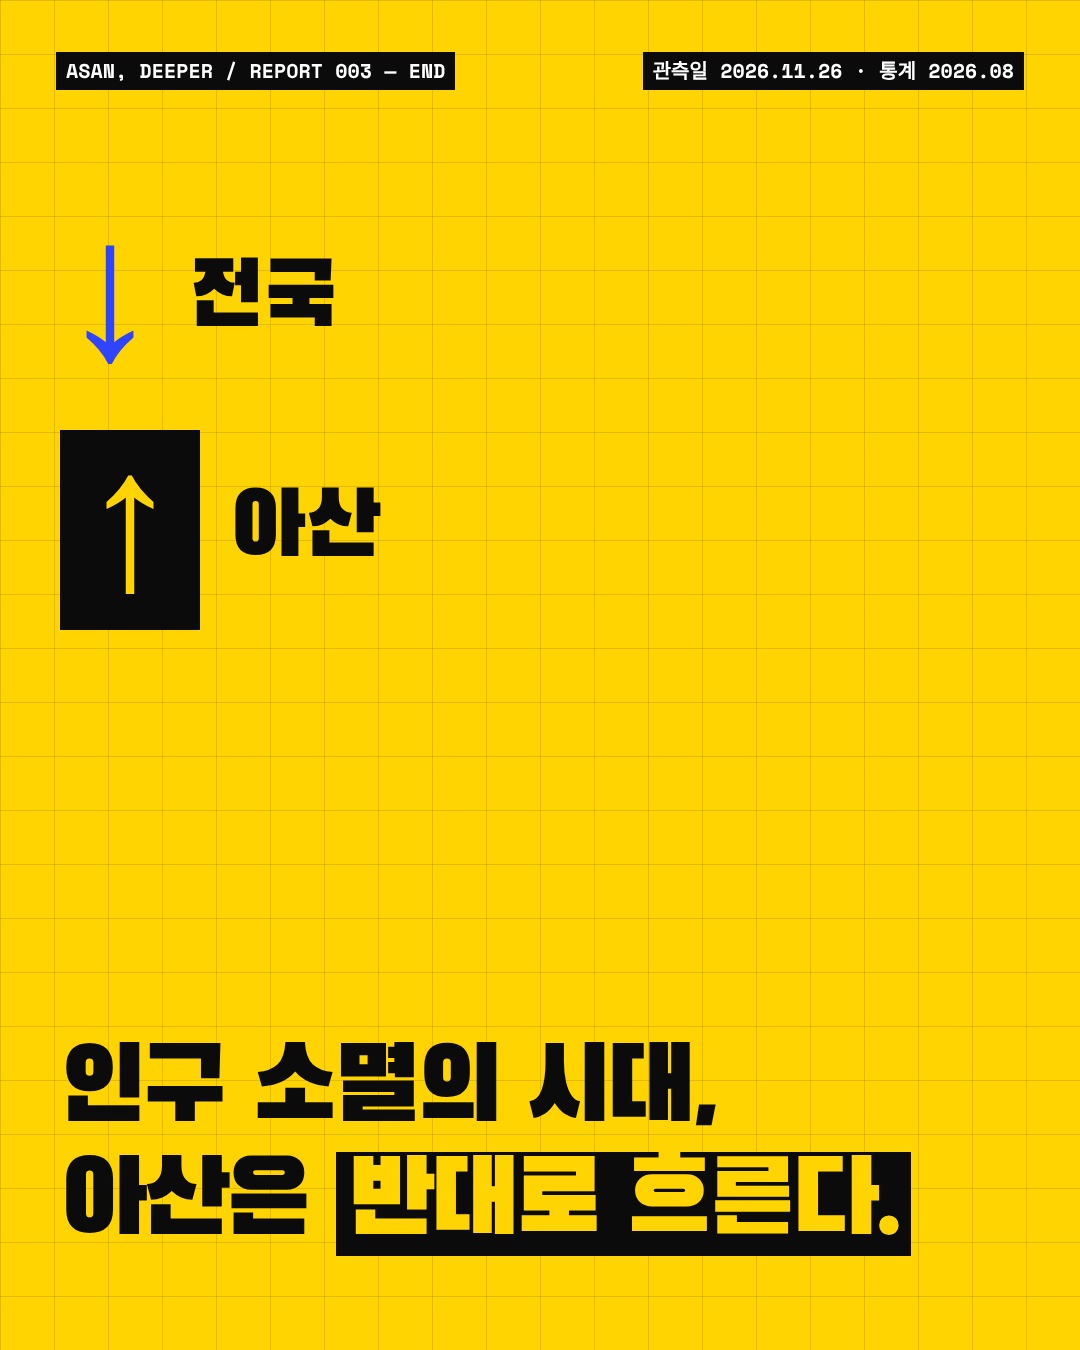 ASAN, DEEPER / REPORT 003 — END
관측일 2026.11.26 · 통계 2026.08
↓ 전국
↑ 아산
인구 소멸의 시대,
아산은 반대로 흐른다.